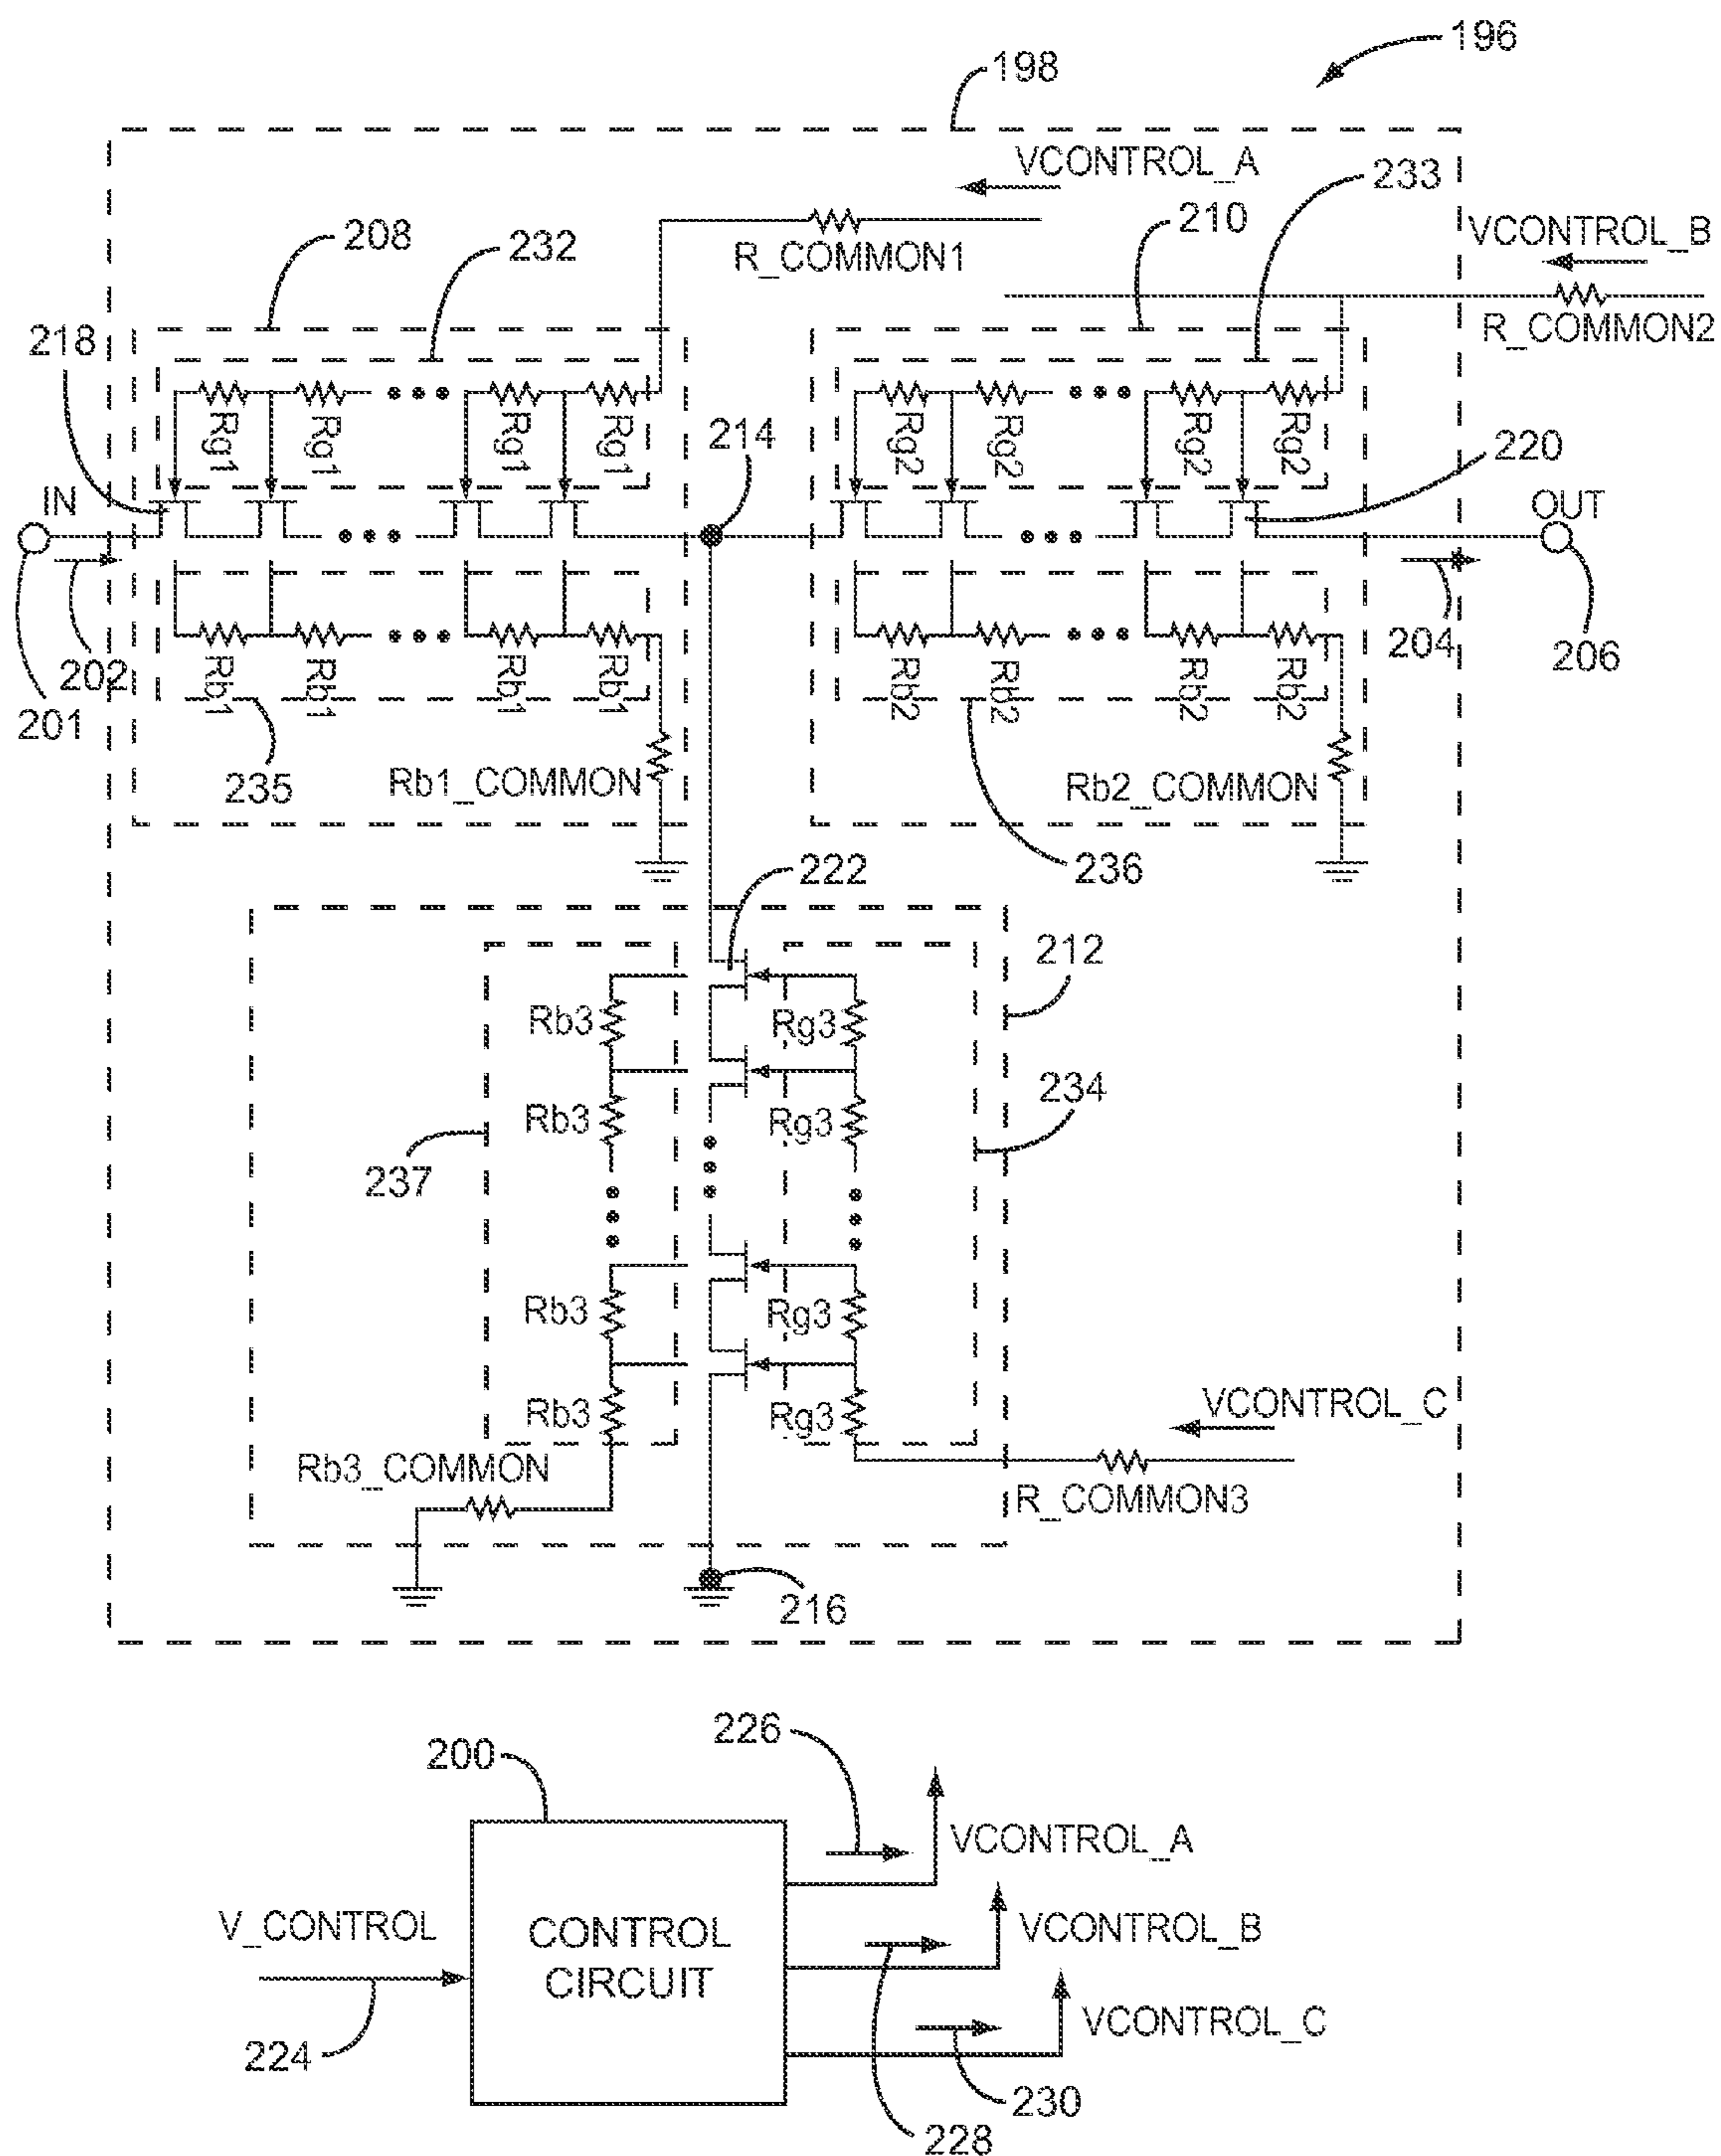 196
198
VCONTROL_A
233
208
232
R_COMMON1
210
VCONTROL_B
R_COMMON2
218
Rg1
Rg1
Rg1
Rg1
214
Rg2
Rg2
Rg2
Rg2
220
IN
OUT
202
201
Rb1
Rb1
Rb1
Rb1
Rb2
Rb2
Rb2
Rb2
204
206
235
Rb1_COMMON
Rb2_COMMON
236
222
212
Rb3
Rg3
234
Rb3
Rg3
237
Rb3
Rg3
Rb3
Rg3
VCONTROL_C
Rb3_COMMON
R_COMMON3
216
226
200
VCONTROL_A
V_CONTROL
CONTROL
CIRCUIT
VCONTROL_B
VCONTROL_C
224
230
228